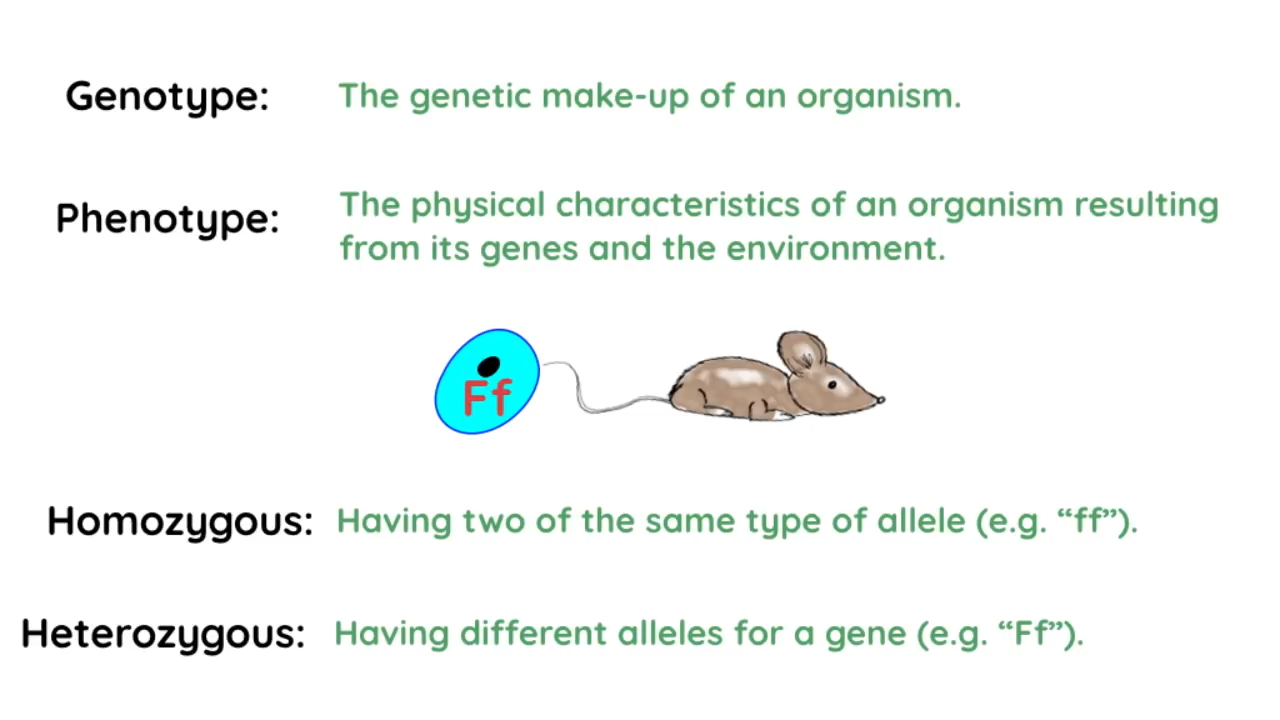 Genotype: The genetic make-up of an organism.
Phenotype: The physical characteristics of an organism resulting
from its genes and the environment.
Ff
Homozygous: Having two of the same type of allele (e.g. “ff”).
Heterozygous: Having different alleles for a gene (e.g. “Ff”).